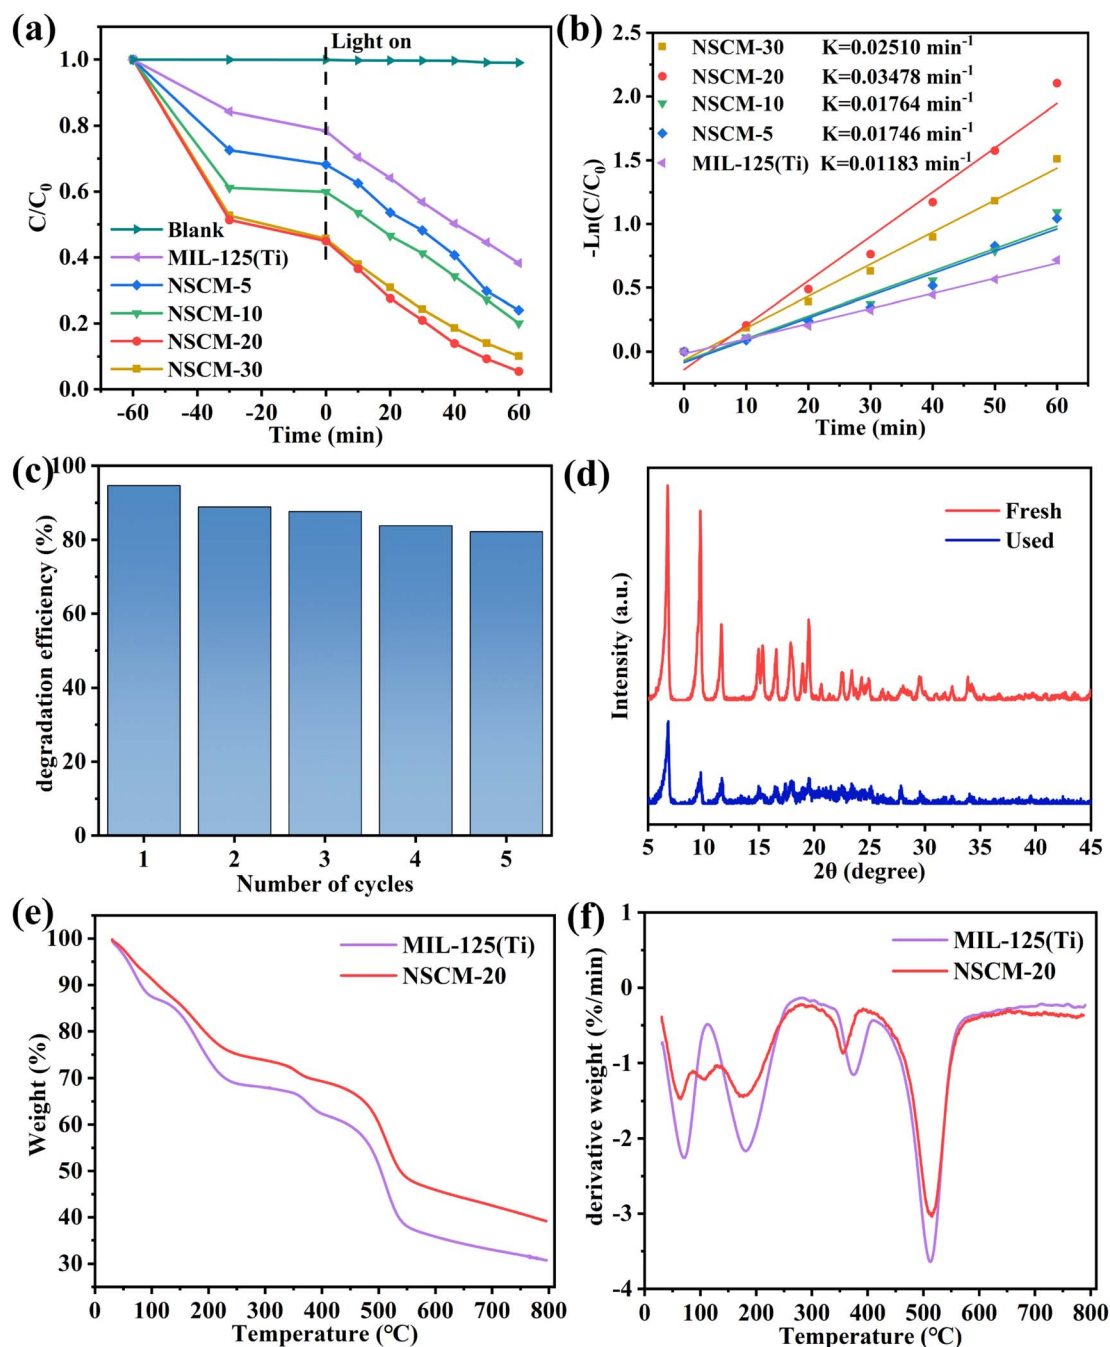 (a)
Light on
1.0
0.8
0.6
0.4
0.2
0.0
C/C0
Blank
MIL-125(Ti)
NSCM-5
NSCM-10
NSCM-20
NSCM-30
-60 -40 -20 0 20 40 60
Time (min)
(b)
2.5
2.0
1.5
1.0
0.5
0.0
-Ln(C/C0)
NSCM-30 K=0.02510 min-1
NSCM-20 K=0.03478 min-1
NSCM-10 K=0.01764 min-1
NSCM-5 K=0.01746 min-1
MIL-125(Ti) K=0.01183 min-1
0 10 20 30 40 50 60
Time (min)
(c)
100
80
60
40
20
0
degradation efficiency (%)
1 2 3 4 5
Number of cycles
(d)
Fresh
Used
Intensity (a.u.)
5 10 15 20 25 30 35 40 45
2θ (degree)
(e)
100
90
80
70
60
50
40
30
Weight (%)
MIL-125(Ti)
NSCM-20
0 100 200 300 400 500 600 700 800
Temperature (℃)
(f)
1
0
-1
-2
-3
-4
derivative weight (%/min)
MIL-125(Ti)
NSCM-20
0 100 200 300 400 500 600 700 800
Temperature (℃)